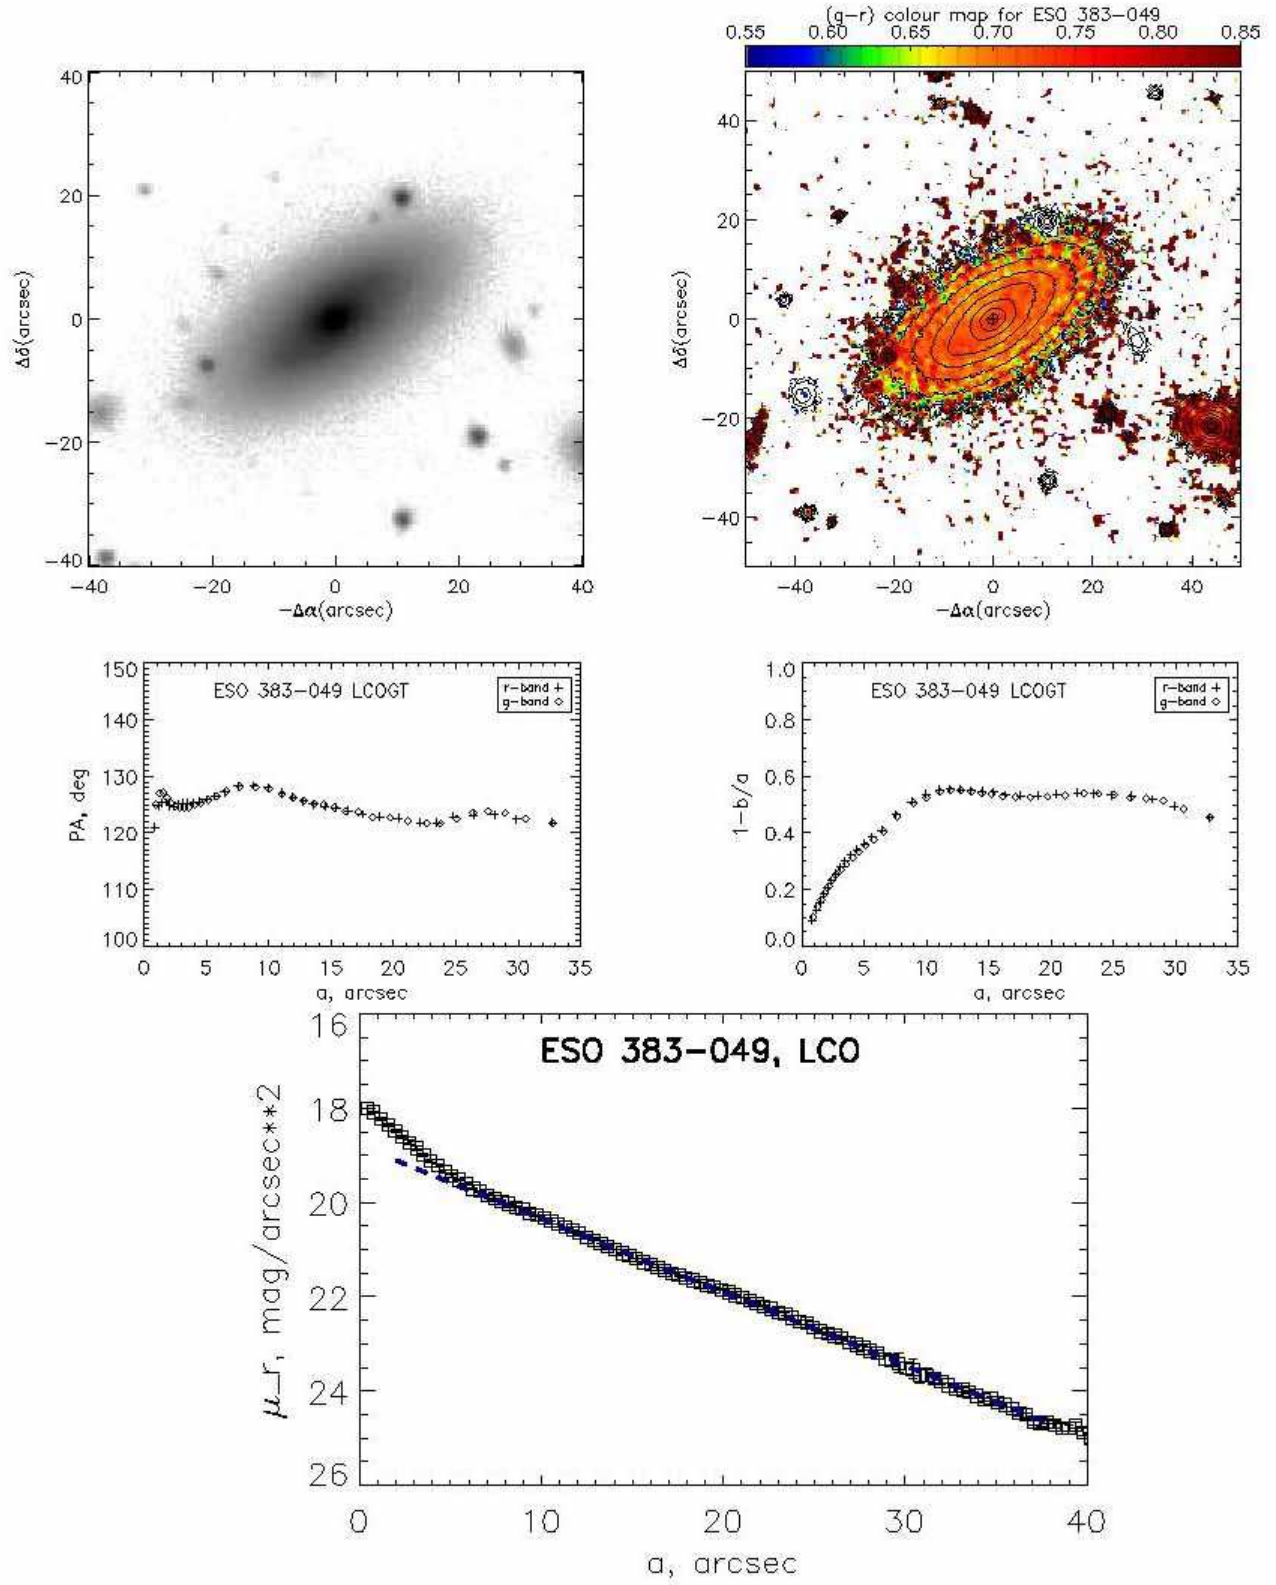 (g-r) colour map for ESO 383-049
0.55 0.60 0.65 0.70 0.75 0.80 0.85
40
20
0
-20
-40
Δδ(arcsec)
-40 -20 0 20 40
-Δα(arcsec)
40
20
0
-20
-40
Δδ(arcsec)
-40 -20 0 20 40
-Δα(arcsec)
ESO 383-049 LCOGT
r-band +
g-band ◇
150
140
130
120
110
100
PA, deg
0 5 10 15 20 25 30 35
a, arcsec
ESO 383-049 LCOGT
r-band +
g-band ◇
1.0
0.8
0.6
0.4
0.2
0.0
1-b/a
0 5 10 15 20 25 30 35
a, arcsec
ESO 383-049, LCO
16
18
20
22
24
26
μ_r, mag/arcsec**2
0 10 20 30 40
a, arcsec